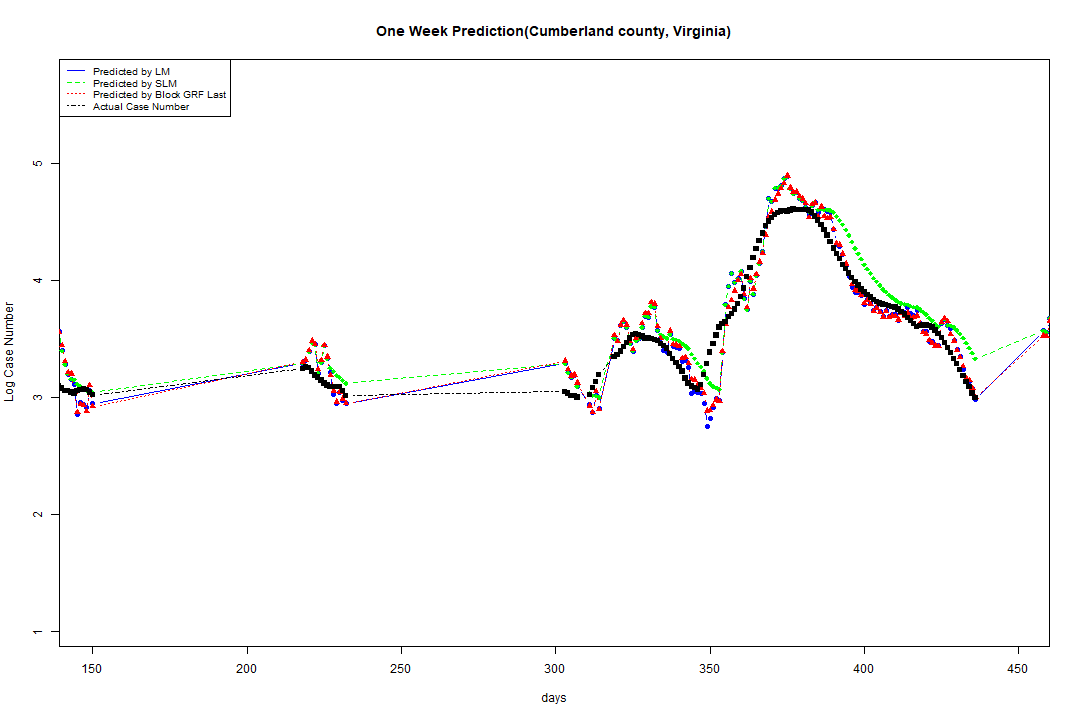 One Week Prediction(Cumberland county, Virginia)
Predicted by LM
Predicted by SLM
Predicted by Block GRF Last
Actual Case Number
Log Case Number
5
4
3
2
1
150 200 250 300 350 400 450
days